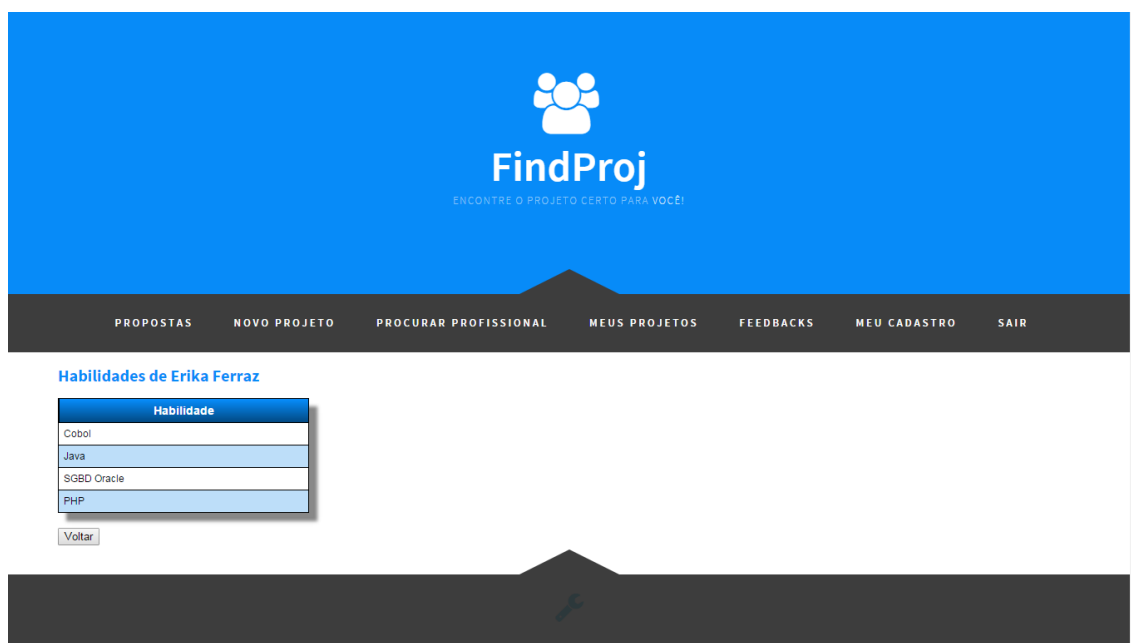 FindProj
ENCONTRE O PROJETO CERTO PARA VOCÊ!
PROPOSTAS NOVO PROJETO PROCURAR PROFISSIONAL MEUS PROJETOS FEEDBACKS MEU CADASTRO SAIR
Habilidades de Erika Ferraz
Habilidade
Cobol
Java
SGBD Oracle
PHP
Voltar